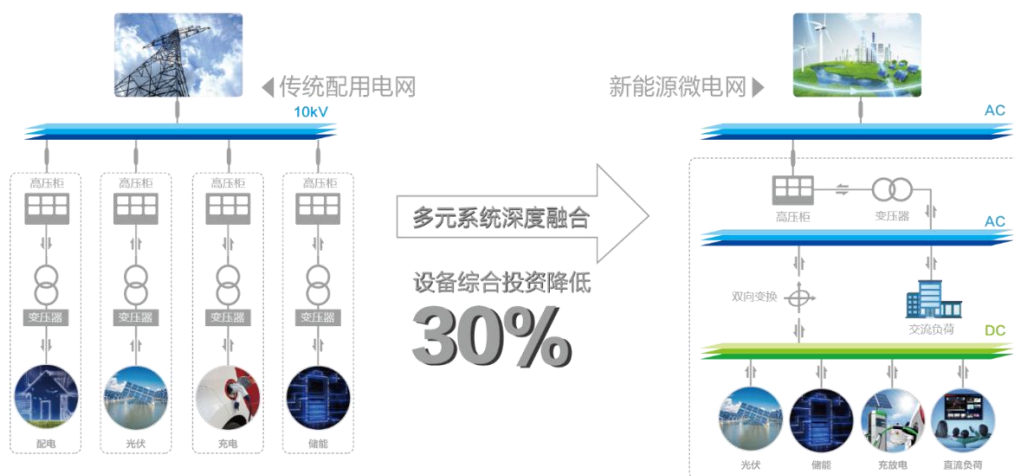 传统配用电网
10kV
高压柜
高压柜
高压柜
高压柜
变压器
变压器
变压器
变压器
配电
光伏
充电
储能
多元系统深度融合
设备综合投资降低
30%
新能源微电网
AC
高压柜
变压器
AC
双向变换
交流负荷
DC
光伏
储能
充放电
直流负荷